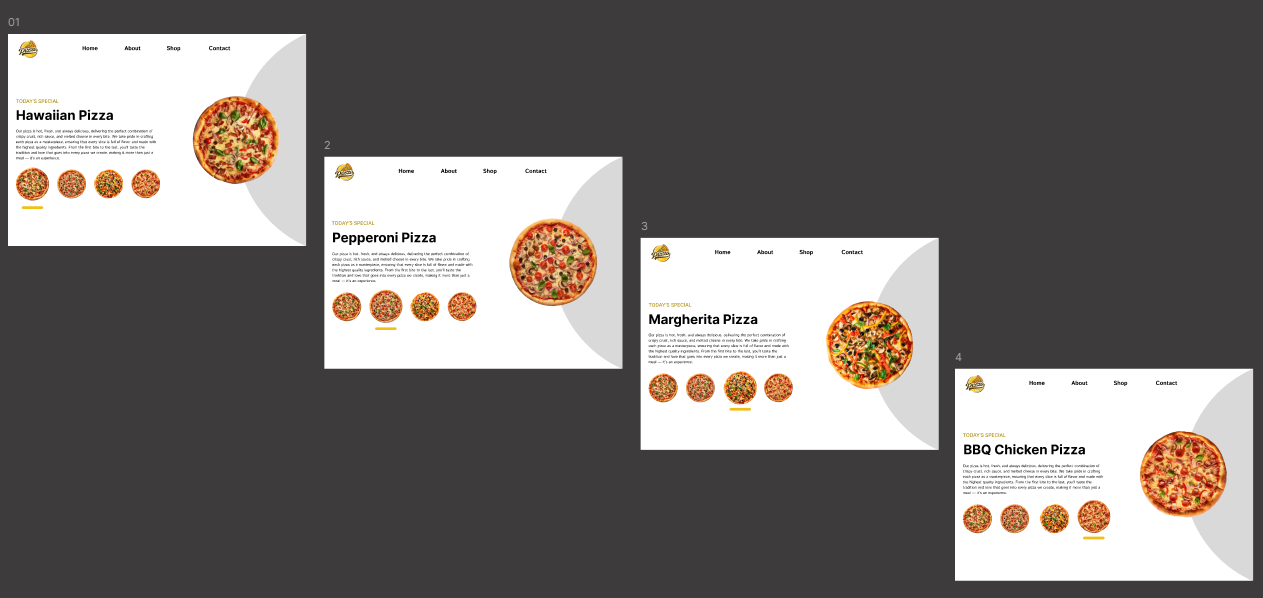 01
Home About Shop Contact
TODAY'S SPECIAL
Hawaiian Pizza
Our pizza is hot, fresh, and always delicious, delivering the perfect combination of
crispy crust, rich sauce, and melted cheese in every bite. We take pride in crafting
each pizza as a masterpiece, ensuring that every slice is full of flavor and made with
the highest quality ingredients. From the first bite to the last, you'll taste the
tradition and love that goes into every pizza we create, making it more than just a
meal — it's an experience.
2
Home About Shop Contact
TODAY'S SPECIAL
Pepperoni Pizza
Our pizza is hot, fresh, and always delicious, delivering the perfect combination of
crispy crust, rich sauce, and melted cheese in every bite. We take pride in crafting
each pizza as a masterpiece, ensuring that every slice is full of flavor and made with
the highest quality ingredients. From the first bite to the last, you'll taste the
tradition and love that goes into every pizza we create, making it more than just a
meal — it's an experience.
3
Home About Shop Contact
TODAY'S SPECIAL
Margherita Pizza
Our pizza is hot, fresh, and always delicious, delivering the perfect combination of
crispy crust, rich sauce, and melted cheese in every bite. We take pride in crafting
each pizza as a masterpiece, ensuring that every slice is full of flavor and made with
the highest quality ingredients. From the first bite to the last, you'll taste the
tradition and love that goes into every pizza we create, making it more than just a
meal — it's an experience.
4
Home About Shop Contact
TODAY'S SPECIAL
BBQ Chicken Pizza
Our pizza is hot, fresh, and always delicious, delivering the perfect combination of
crispy crust, rich sauce, and melted cheese in every bite. We take pride in crafting
each pizza as a masterpiece, ensuring that every slice is full of flavor and made with
the highest quality ingredients. From the first bite to the last, you'll taste the
tradition and love that goes into every pizza we create, making it more than just a
meal — it's an experience.